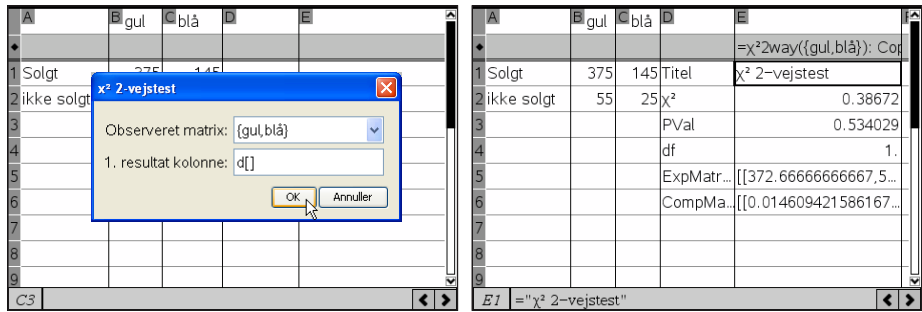 A B gul C blå D E
◆
1 Solgt 375 145
2 ikke solgt
3
4
5
6
7
8
9
C3
χ² 2-vejstest
Observeret matrix: {gul,blå}
1. resultat kolonne: d[]
OK Annuller
A B gul C blå D E F
◆ =χ²2way({gul,blå}): Cop
1 Solgt 375 145 Titel χ² 2-vejstest
2 ikke solgt 55 25 χ² 0.38672
3 PVal 0.534029
4 df 1.
5 ExpMatr... [[372.66666666667,5...
6 CompMa... [[0.014609421586167...
7
8
9
E1 ="χ² 2-vejstest"